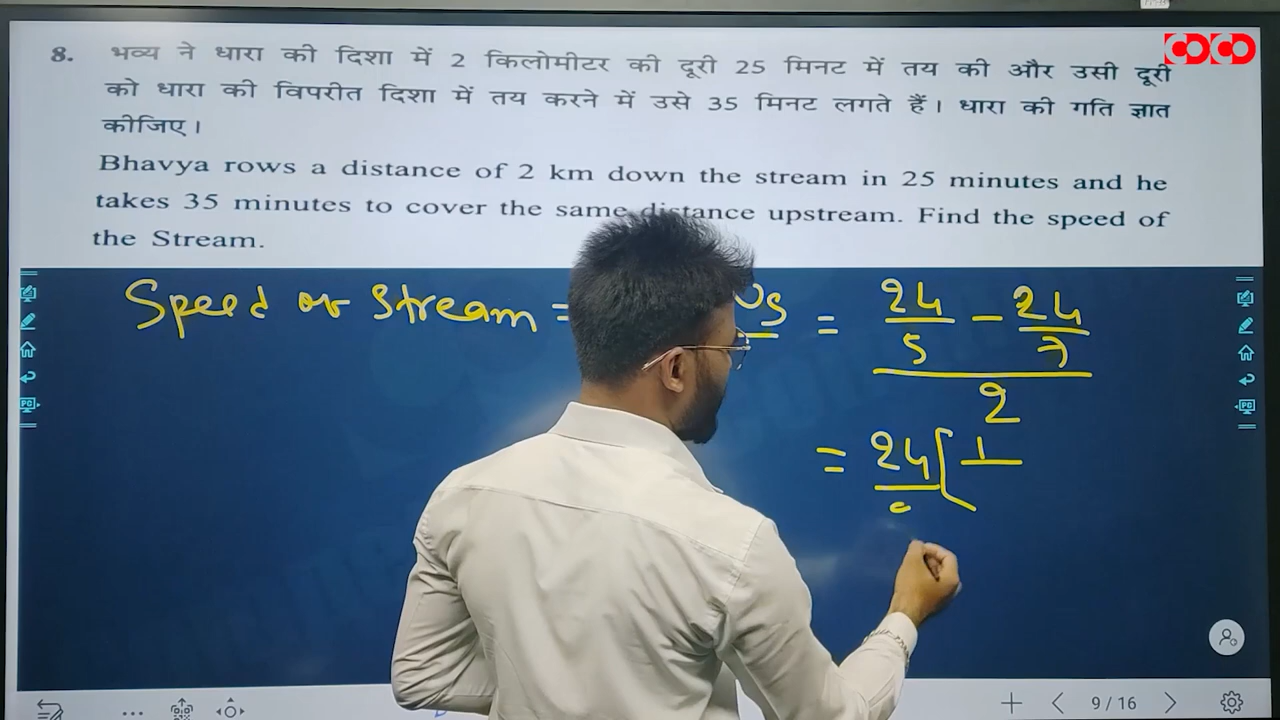 COCO
8. भव्य ने धारा की दिशा में 2 किलोमीटर की दूरी 25 मिनट में तय की और उसी दूरी
को धारा की विपरीत दिशा में तय करने में उसे 35 मिनट लगते हैं। धारा की गति ज्ञात
कीजिए।
Bhavya rows a distance of 2 km down the stream in 25 minutes and he
takes 35 minutes to cover the same distance upstream. Find the speed of
the Stream.
Speed of Stream = US = 24/5 - 24/7
2
= 24 [ 1
9 / 16